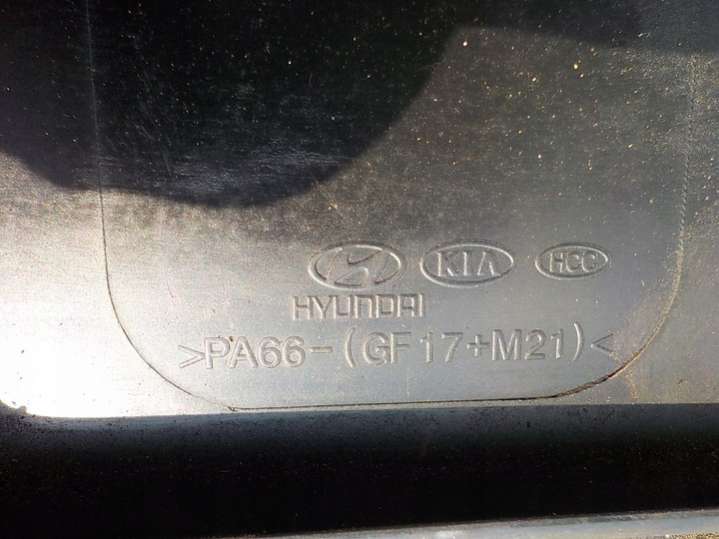 KIA HCC
HYUNDAI
>PA66-(GF17+M21)<